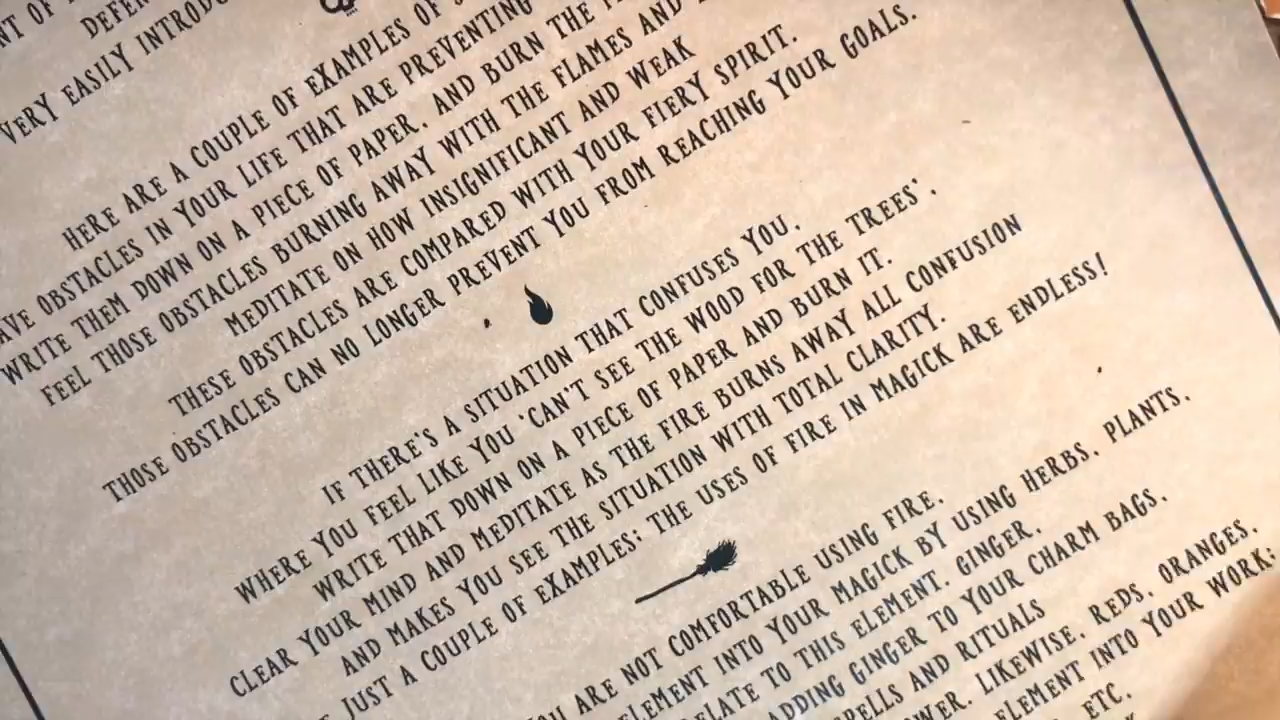 NT OF
DEFEN
VERY EASILY INTRODU
HERE ARE A COUPLE OF EXAMPLES OF
AVE OBSTACLES IN YOUR LIFE THAT ARE PREVENTING
WRITE THEM DOWN ON A PIECE OF PAPER, AND BURN THE
FEEL THOSE OBSTACLES BURNING AWAY WITH THE FLAMES AND
MEDITATE ON HOW INSIGNIFICANT AND WEAK
THESE OBSTACLES ARE COMPARED WITH YOUR FIERY SPIRIT.
THOSE OBSTACLES CAN NO LONGER PREVENT YOU FROM REACHING YOUR GOALS.
IF THERE'S A SITUATION THAT CONFUSES YOU,
WHERE YOU FEEL LIKE YOU 'CAN'T SEE THE WOOD FOR THE TREES',
WRITE THAT DOWN ON A PIECE OF PAPER AND BURN IT.
CLEAR YOUR MIND AND MEDITATE AS THE FIRE BURNS AWAY ALL CONFUSION
AND MAKES YOU SEE THE SITUATION WITH TOTAL CLARITY.
JUST A COUPLE OF EXAMPLES; THE USES OF FIRE IN MAGICK ARE ENDLESS!
OU ARE NOT COMFORTABLE USING FIRE,
ELEMENT INTO YOUR MAGICK BY USING HERBS, PLANTS,
ELATE TO THIS ELEMENT. GINGER,
ADDING GINGER TO YOUR CHARM BAGS,
SPELLS AND RITUALS
WER. LIKEWISE, REDS, ORANGES,
ELEMENT INTO YOUR WORK;
ETC.